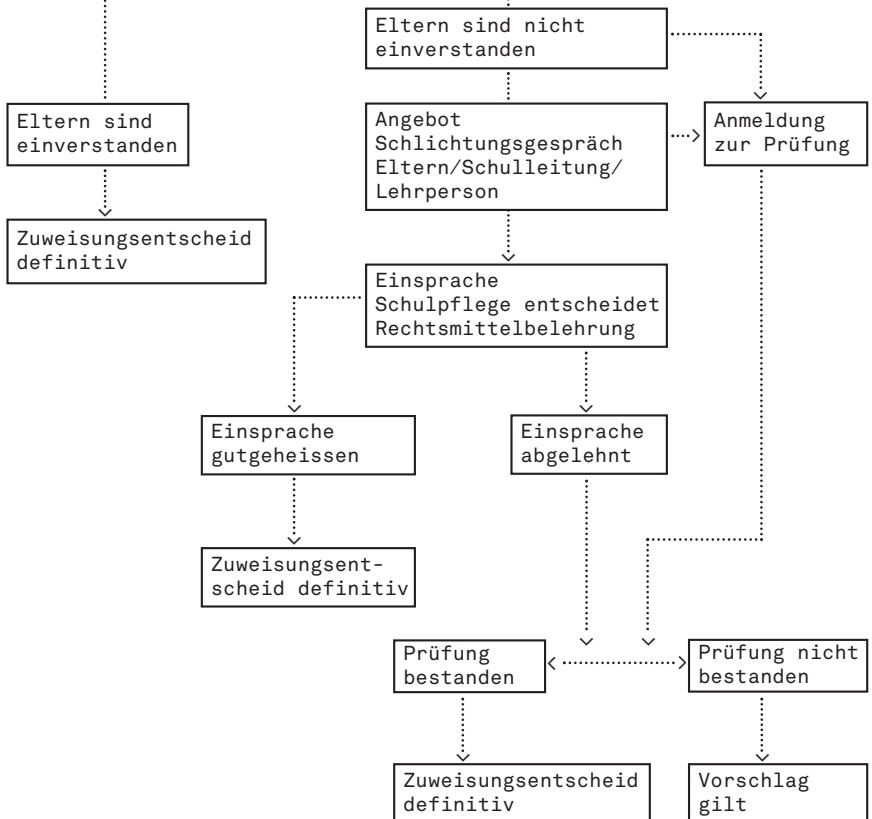 Eltern sind nicht
einverstanden
Eltern sind
einverstanden
Angebot
Schlichtungsgespräch
Eltern/Schulleitung/
Lehrperson
Anmeldung
zur Prüfung
Zuweisungsentscheid
definitiv
Einsprache
Schulpflege entscheidet
Rechtsmittelbelehrung
Einsprache
gutgeheissen
Einsprache
abgelehnt
Zuweisungsent-
scheid definitiv
Prüfung
bestanden
Prüfung nicht
bestanden
Zuweisungsentscheid
definitiv
Vorschlag
gilt